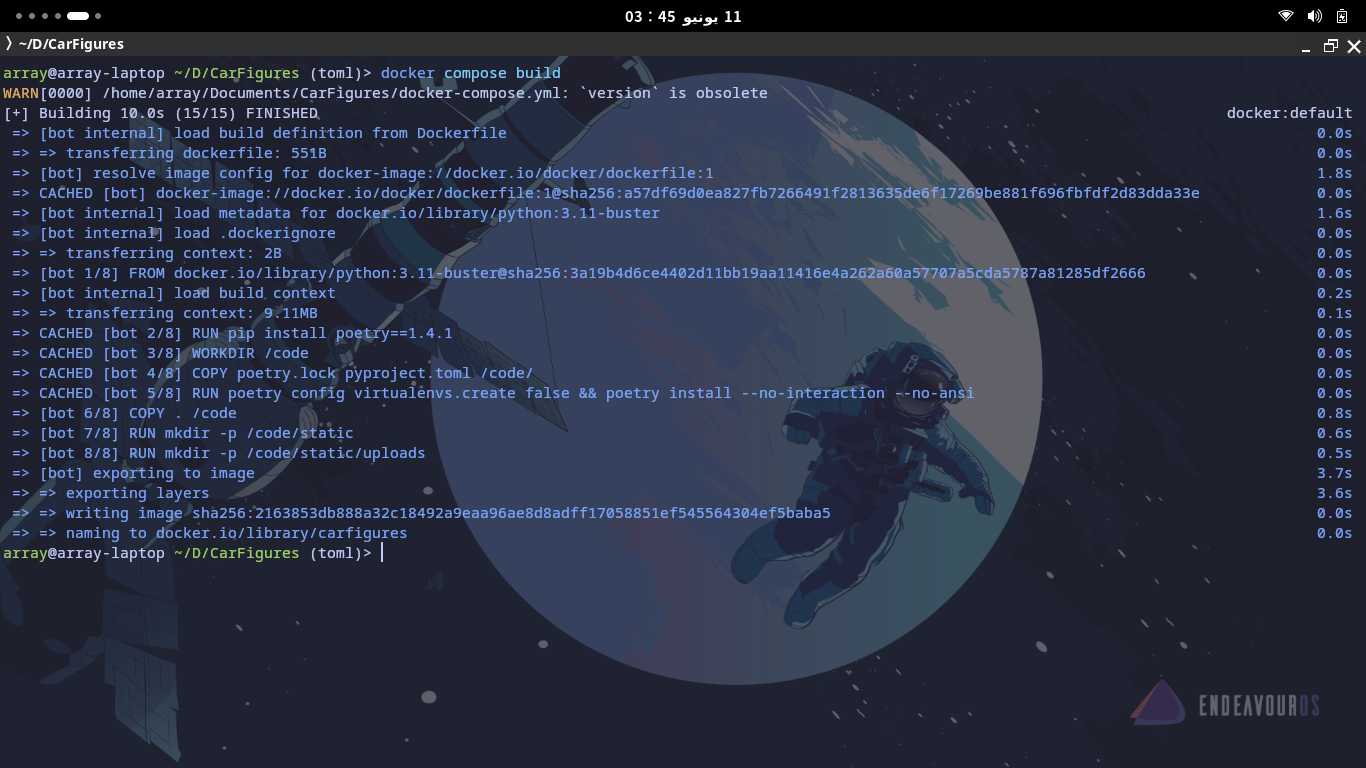 11 يونيو 45 : 03
❭ ~/D/CarFigures
array@array-laptop ~/D/CarFigures (toml)> docker compose build
WARN[0000] /home/array/Documents/CarFigures/docker-compose.yml: `version` is obsolete
[+] Building 10.0s (15/15) FINISHED docker:default
=> [bot internal] load build definition from Dockerfile 0.0s
=> => transferring dockerfile: 551B 0.0s
=> [bot] resolve image config for docker-image://docker.io/docker/dockerfile:1 1.8s
=> CACHED [bot] docker-image://docker.io/docker/dockerfile:1@sha256:a57df69d0ea827fb7266491f2813635de6f17269be881f696fbfdf2d83dda33e 0.0s
=> [bot internal] load metadata for docker.io/library/python:3.11-buster 1.6s
=> [bot internal] load .dockerignore 0.0s
=> => transferring context: 2B 0.0s
=> [bot 1/8] FROM docker.io/library/python:3.11-buster@sha256:3a19b4d6ce4402d11bb19aa11416e4a262a60a57707a5cda5787a81285df2666 0.0s
=> [bot internal] load build context 0.2s
=> => transferring context: 9.11MB 0.1s
=> CACHED [bot 2/8] RUN pip install poetry==1.4.1 0.0s
=> CACHED [bot 3/8] WORKDIR /code 0.0s
=> CACHED [bot 4/8] COPY poetry.lock pyproject.toml /code/ 0.0s
=> CACHED [bot 5/8] RUN poetry config virtualenvs.create false && poetry install --no-interaction --no-ansi 0.0s
=> [bot 6/8] COPY . /code 0.8s
=> [bot 7/8] RUN mkdir -p /code/static 0.6s
=> [bot 8/8] RUN mkdir -p /code/static/uploads 0.5s
=> [bot] exporting to image 3.7s
=> => exporting layers 3.6s
=> => writing image sha256:2163853db888a32c18492a9eaa96ae8d8adff17058851ef545564304ef5baba5 0.0s
=> => naming to docker.io/library/carfigures 0.0s
array@array-laptop ~/D/CarFigures (toml)>
ENDEAVOUROS